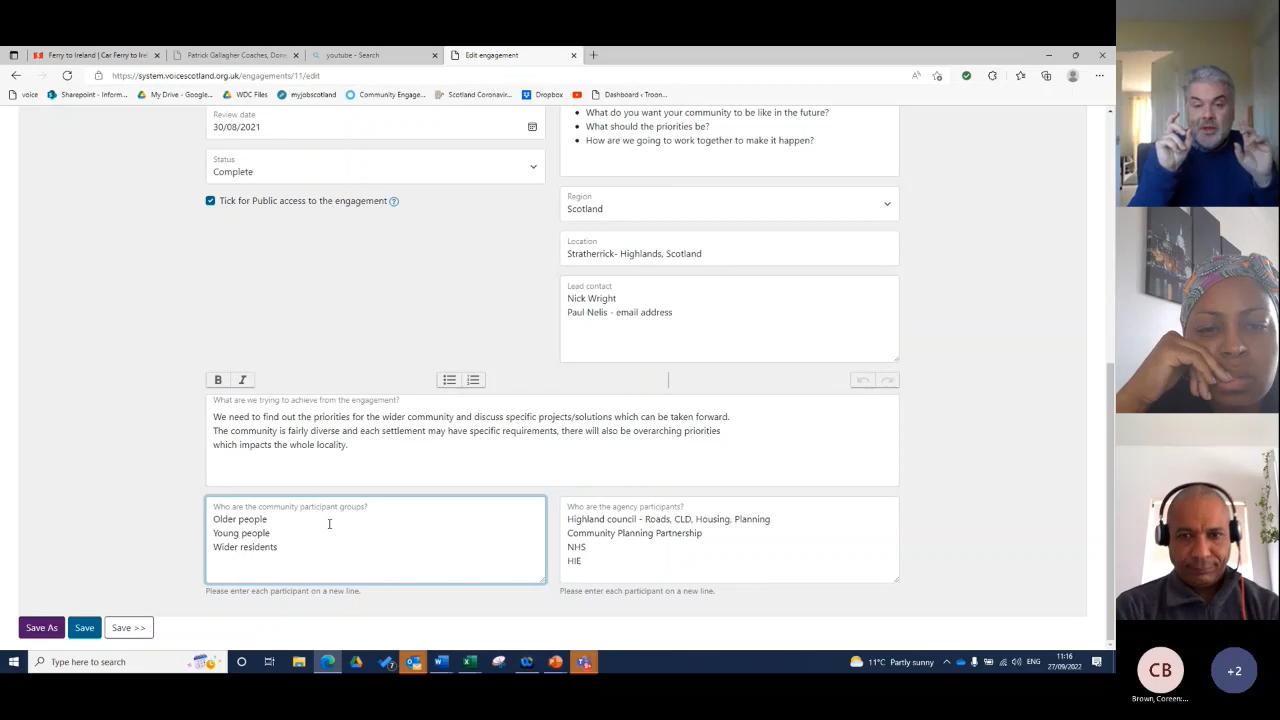 Ferry to Ireland | Car Ferry to Irel
Patrick Gallagher Coaches, Done
youtube - Search
Edit engagement
https://system.voicescotland.org.uk/engagements/11/edit
voice
Sharepoint - Inform...
My Drive - Google...
WDC Files
myjobscotland
Community Engage...
Scotland Coronavir...
Dropbox
Dashboard ‹ Troon...
Review date
30/08/2021
Status
Complete
Tick for Public access to the engagement
What do you want your community to be like in the future?
What should the priorities be?
How are we going to work together to make it happen?
Region
Scotland
Location
Stratherrick- Highlands, Scotland
Lead contact
Nick Wright
Paul Nelis - email address
B I
What are we trying to achieve from the engagement?
We need to find out the priorities for the wider community and discuss specific projects/solutions which can be taken forward.
The community is fairly diverse and each settlement may have specific requirements, there will also be overarching priorities
which impacts the whole locality.
Who are the community participant groups?
Older people
Young people
Wider residents
Please enter each participant on a new line.
Who are the agency participants?
Highland council - Roads, CLD, Housing, Planning
Community Planning Partnership
NHS
HIE
Please enter each participant on a new line.
Save As
Save
Save >>
Type here to search
11°C Partly sunny
ENG
11:16
27/09/2022
CB
Brown, Coreen:...
+2